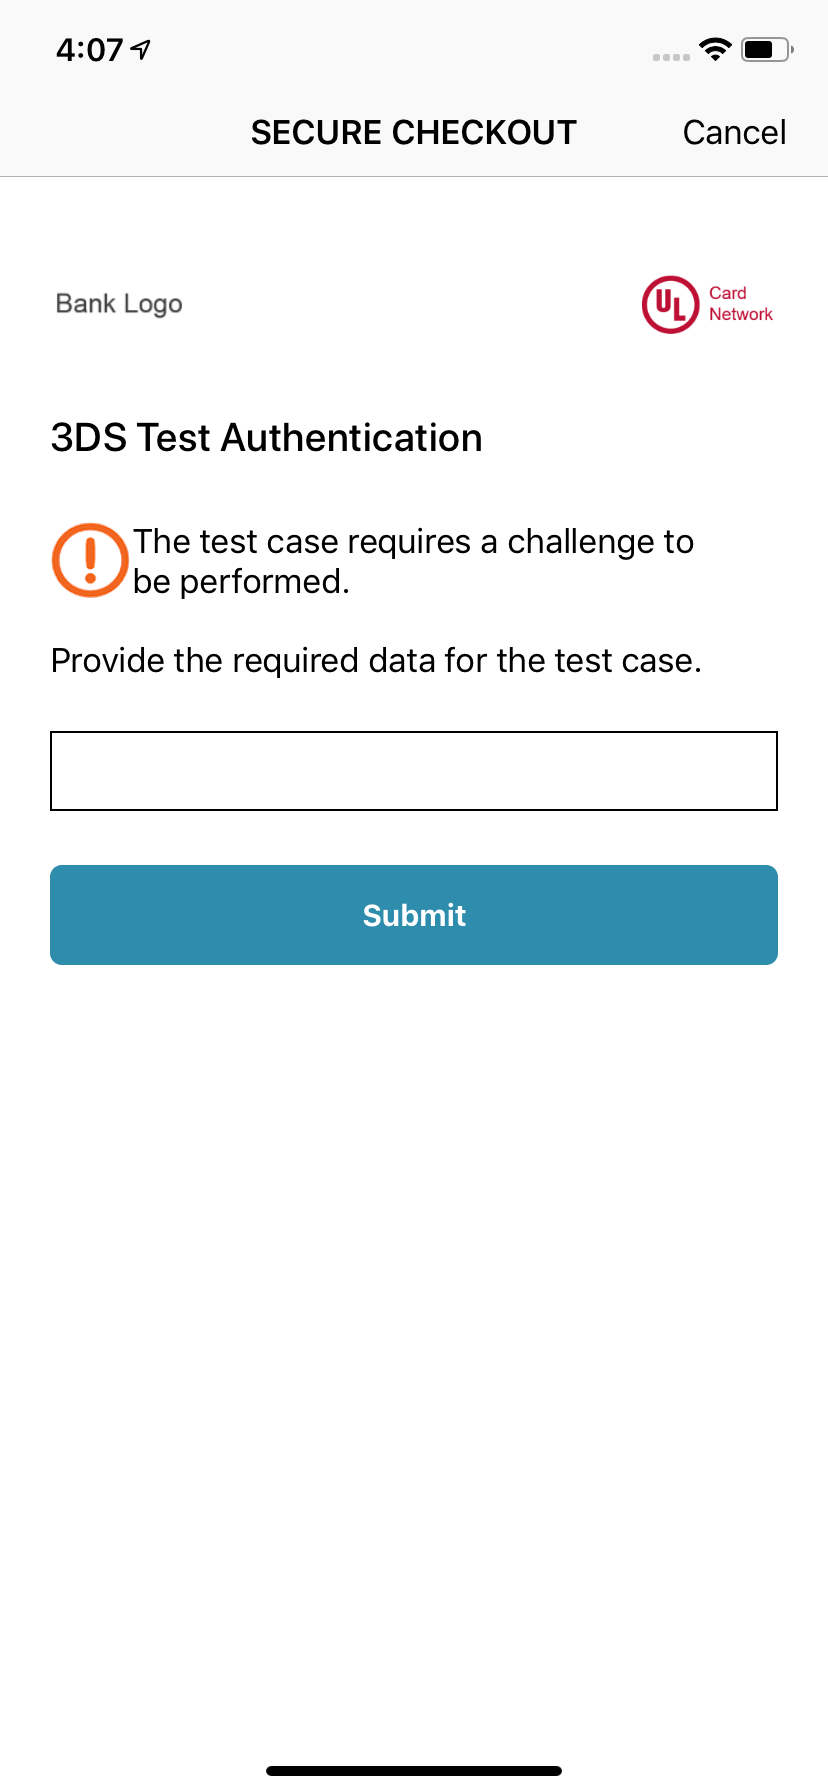 4:07
SECURE CHECKOUT Cancel
Bank Logo
UL Card
Network
3DS Test Authentication
The test case requires a challenge to
be performed.
Provide the required data for the test case.
Submit